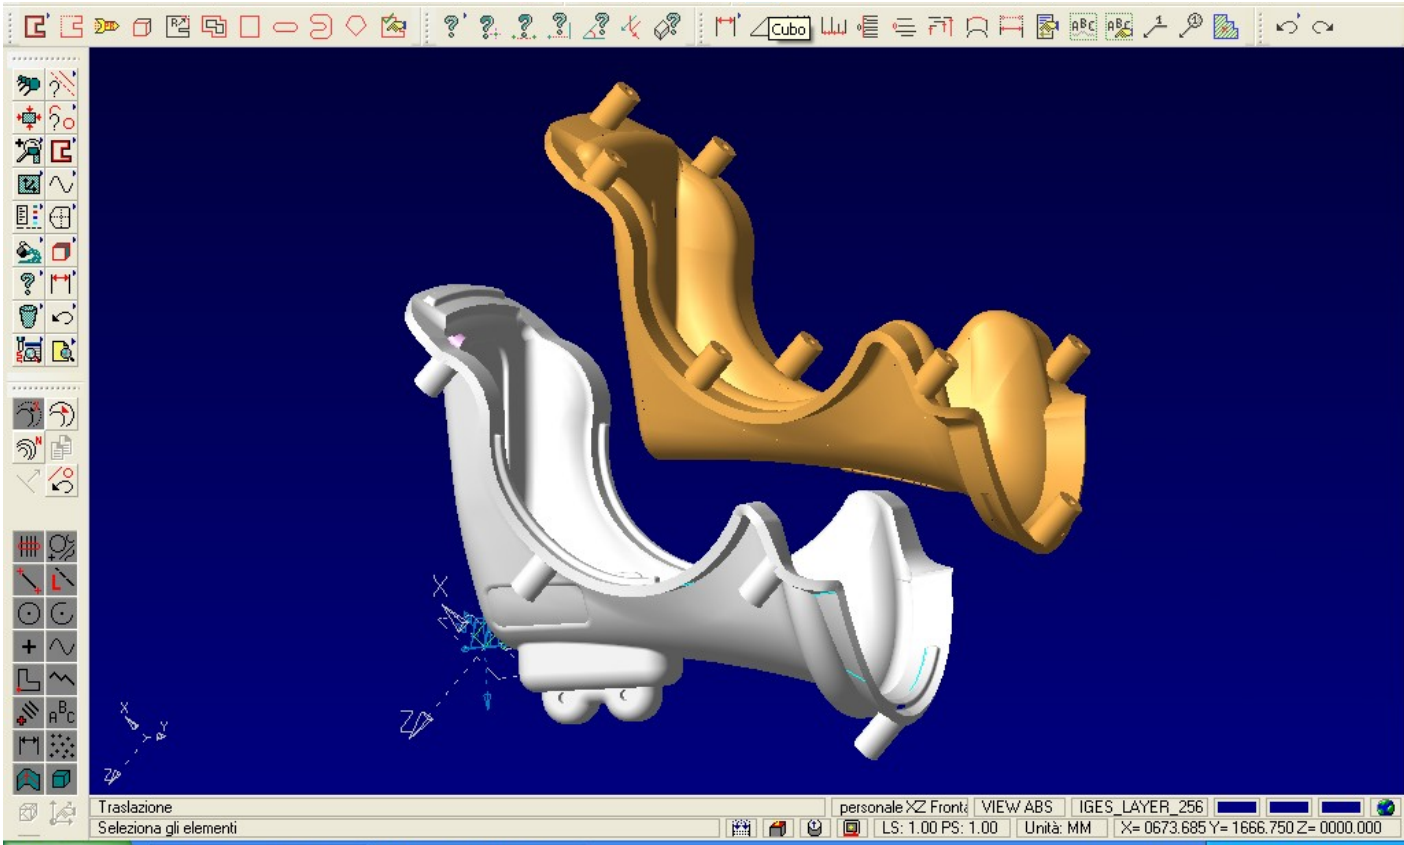 Cubo
X
Z
X
Y
Z
Traslazione
personale XZ Fronta
VIEW ABS
IGES_LAYER_256
Seleziona gli elementi
LS: 1.00 PS: 1.00
Unità: MM
X= 0673.685 Y= 1666.750 Z= 0000.000